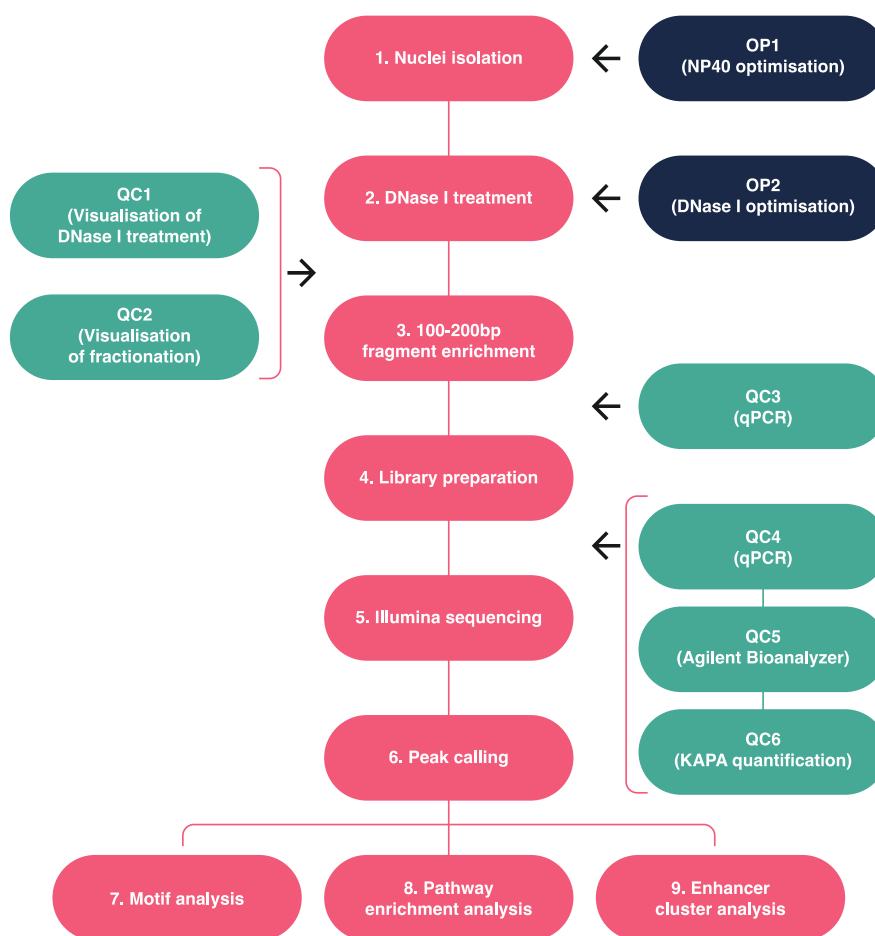 1. Nuclei isolation
OP1
(NP40 optimisation)
QC1
(Visualisation of
DNase I treatment)
2. DNase I treatment
OP2
(DNase I optimisation)
QC2
(Visualisation
of fractionation)
3. 100-200bp
fragment enrichment
QC3
(qPCR)
4. Library preparation
QC4
(qPCR)
5. Illumina sequencing
QC5
(Agilent Bioanalyzer)
6. Peak calling
QC6
(KAPA quantification)
7. Motif analysis
8. Pathway
enrichment analysis
9. Enhancer
cluster analysis